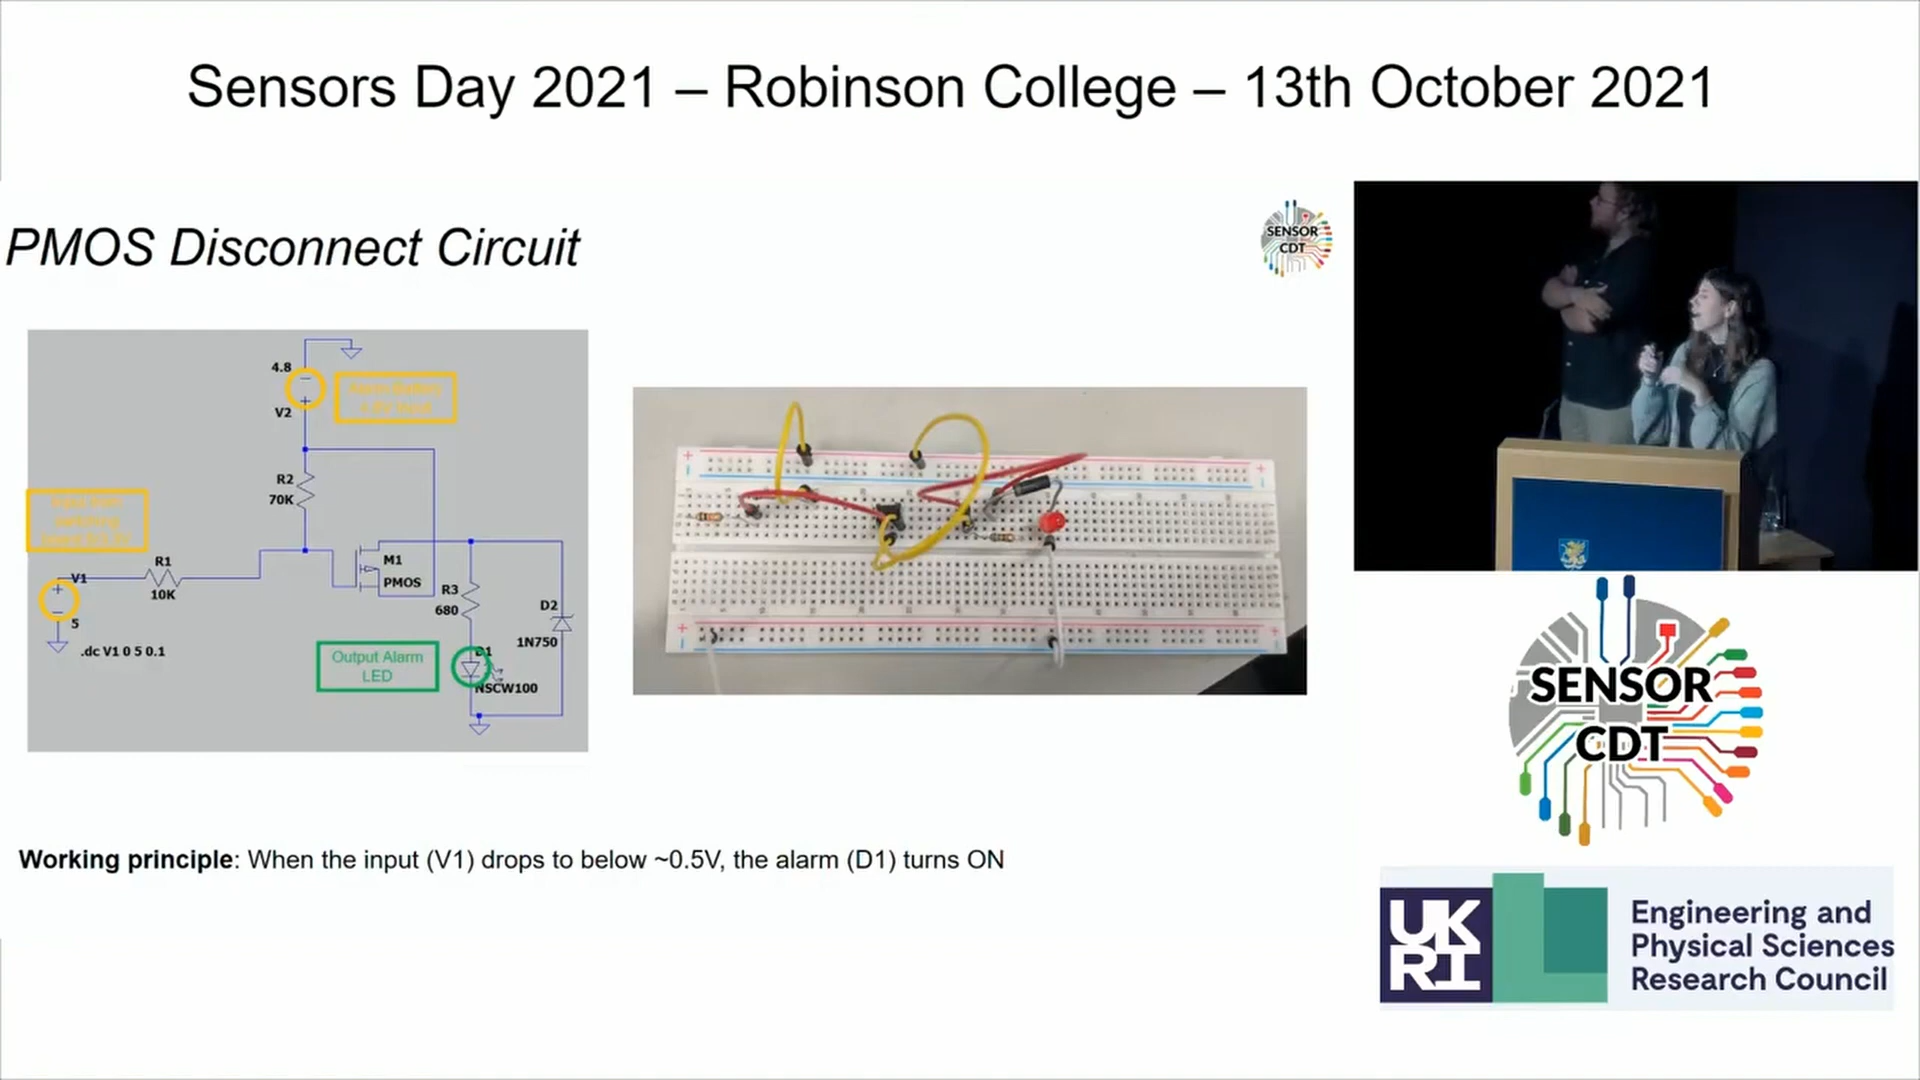 Sensors Day 2021 – Robinson College – 13th October 2021
PMOS Disconnect Circuit
SENSOR
CDT
4.8
V2
R2
70K
V1
R1
10K
5
.dc V1 0 5 0.1
M1
PMOS
R3
680
D2
1N750
Output Alarm
LED
D1
NSCW100
Working principle: When the input (V1) drops to below ~0.5V, the alarm (D1) turns ON
SENSOR
CDT
UK
RI
Engineering and
Physical Sciences
Research Council